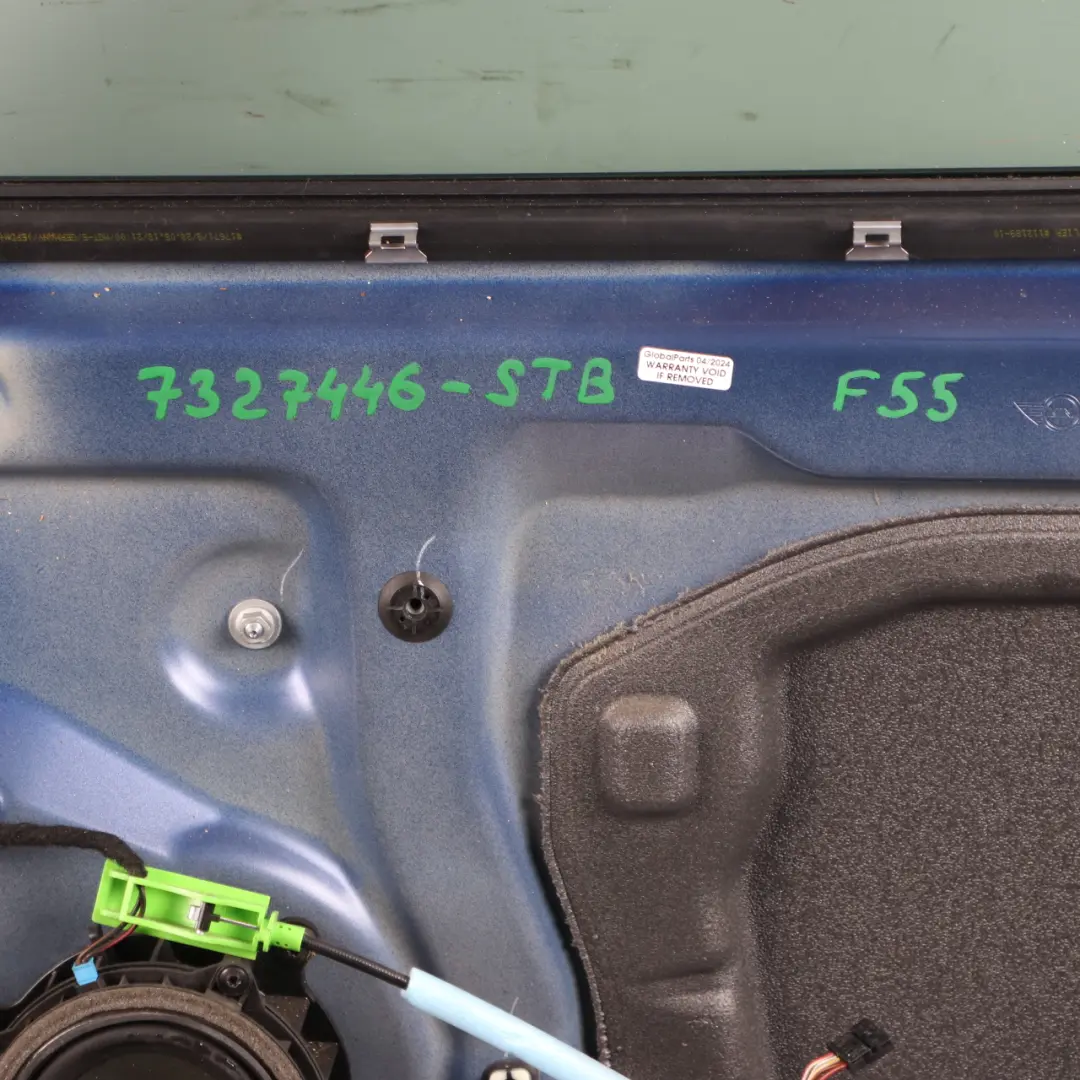 7327446-STB
GlobalParts 04/2024
WARRANTY VOID
IF REMOVED
F55